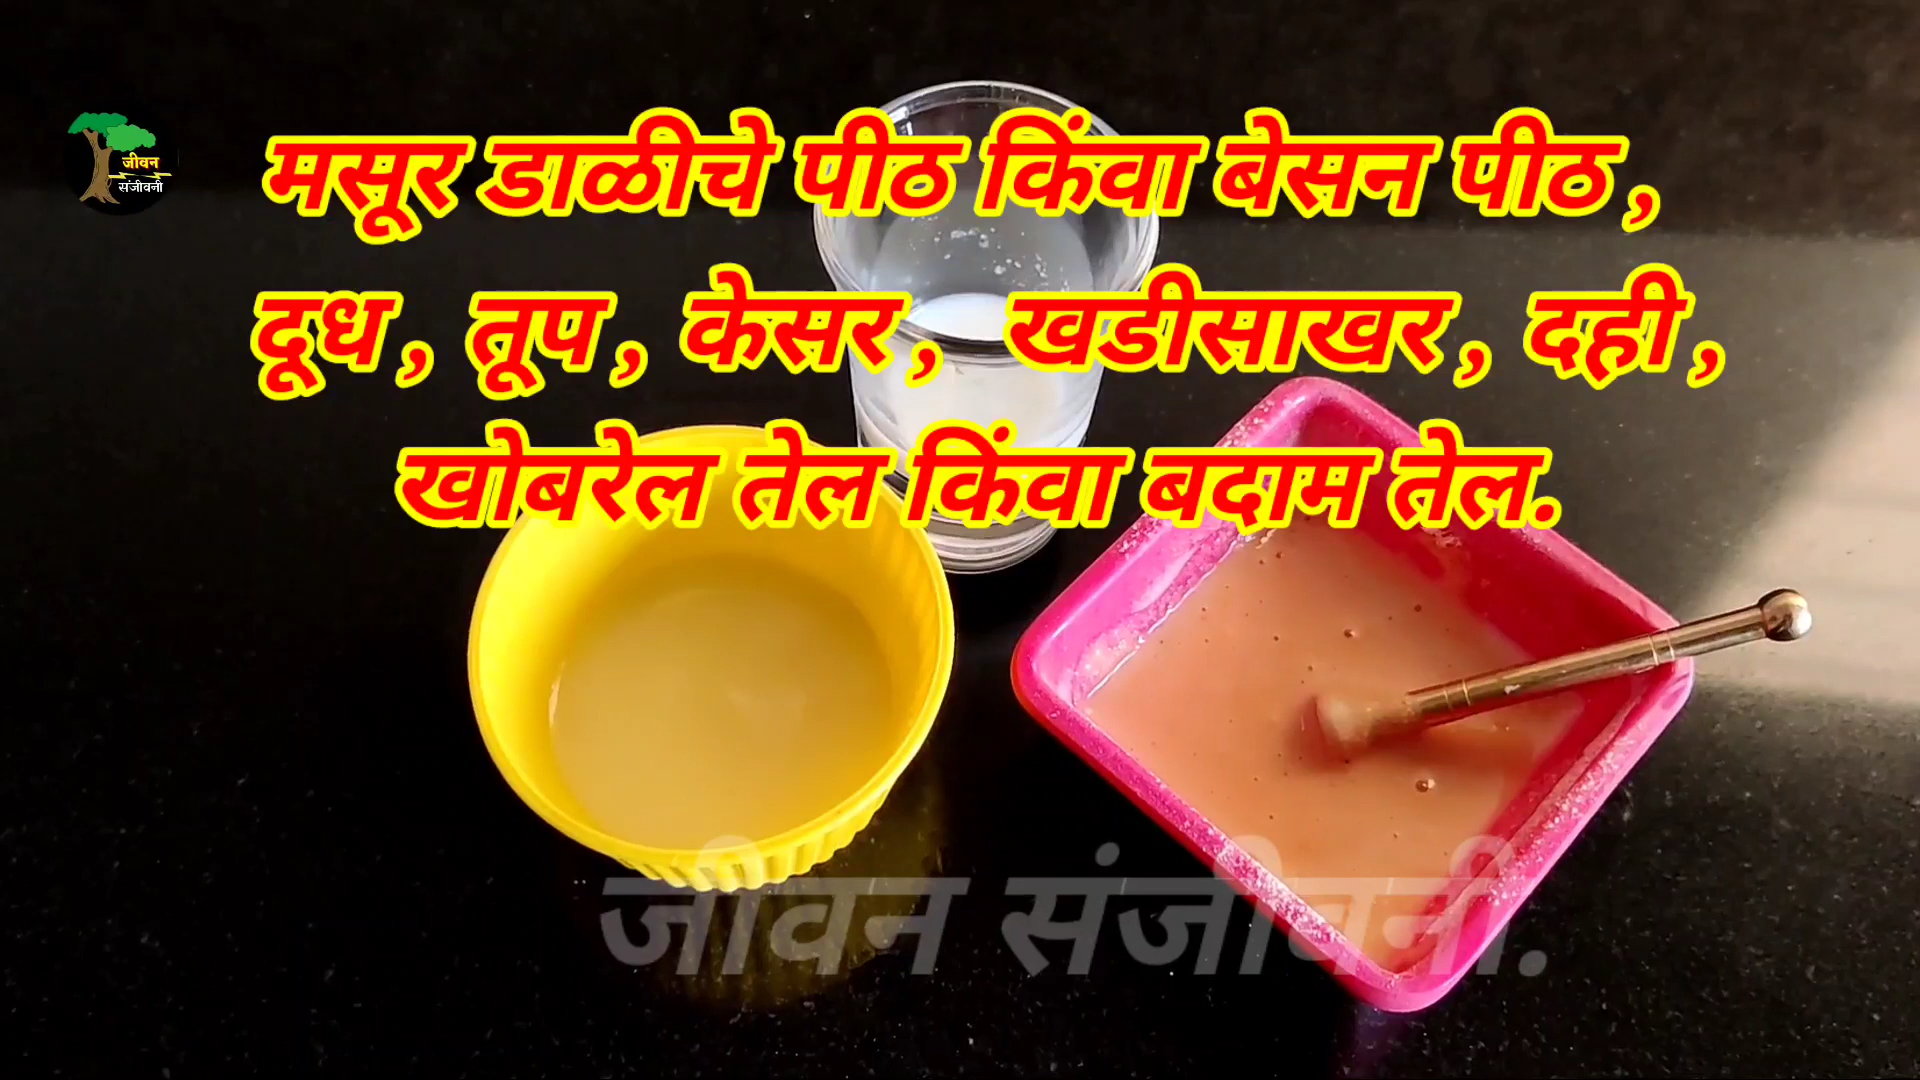 जीवन
संजीवनी
मसूर डाळीचे पीठ किंवा बेसन पीठ,
दूध, तूप, केसर, खडीसाखर, दही,
खोबरेल तेल किंवा बदाम तेल.
जीवन संजीवनी.